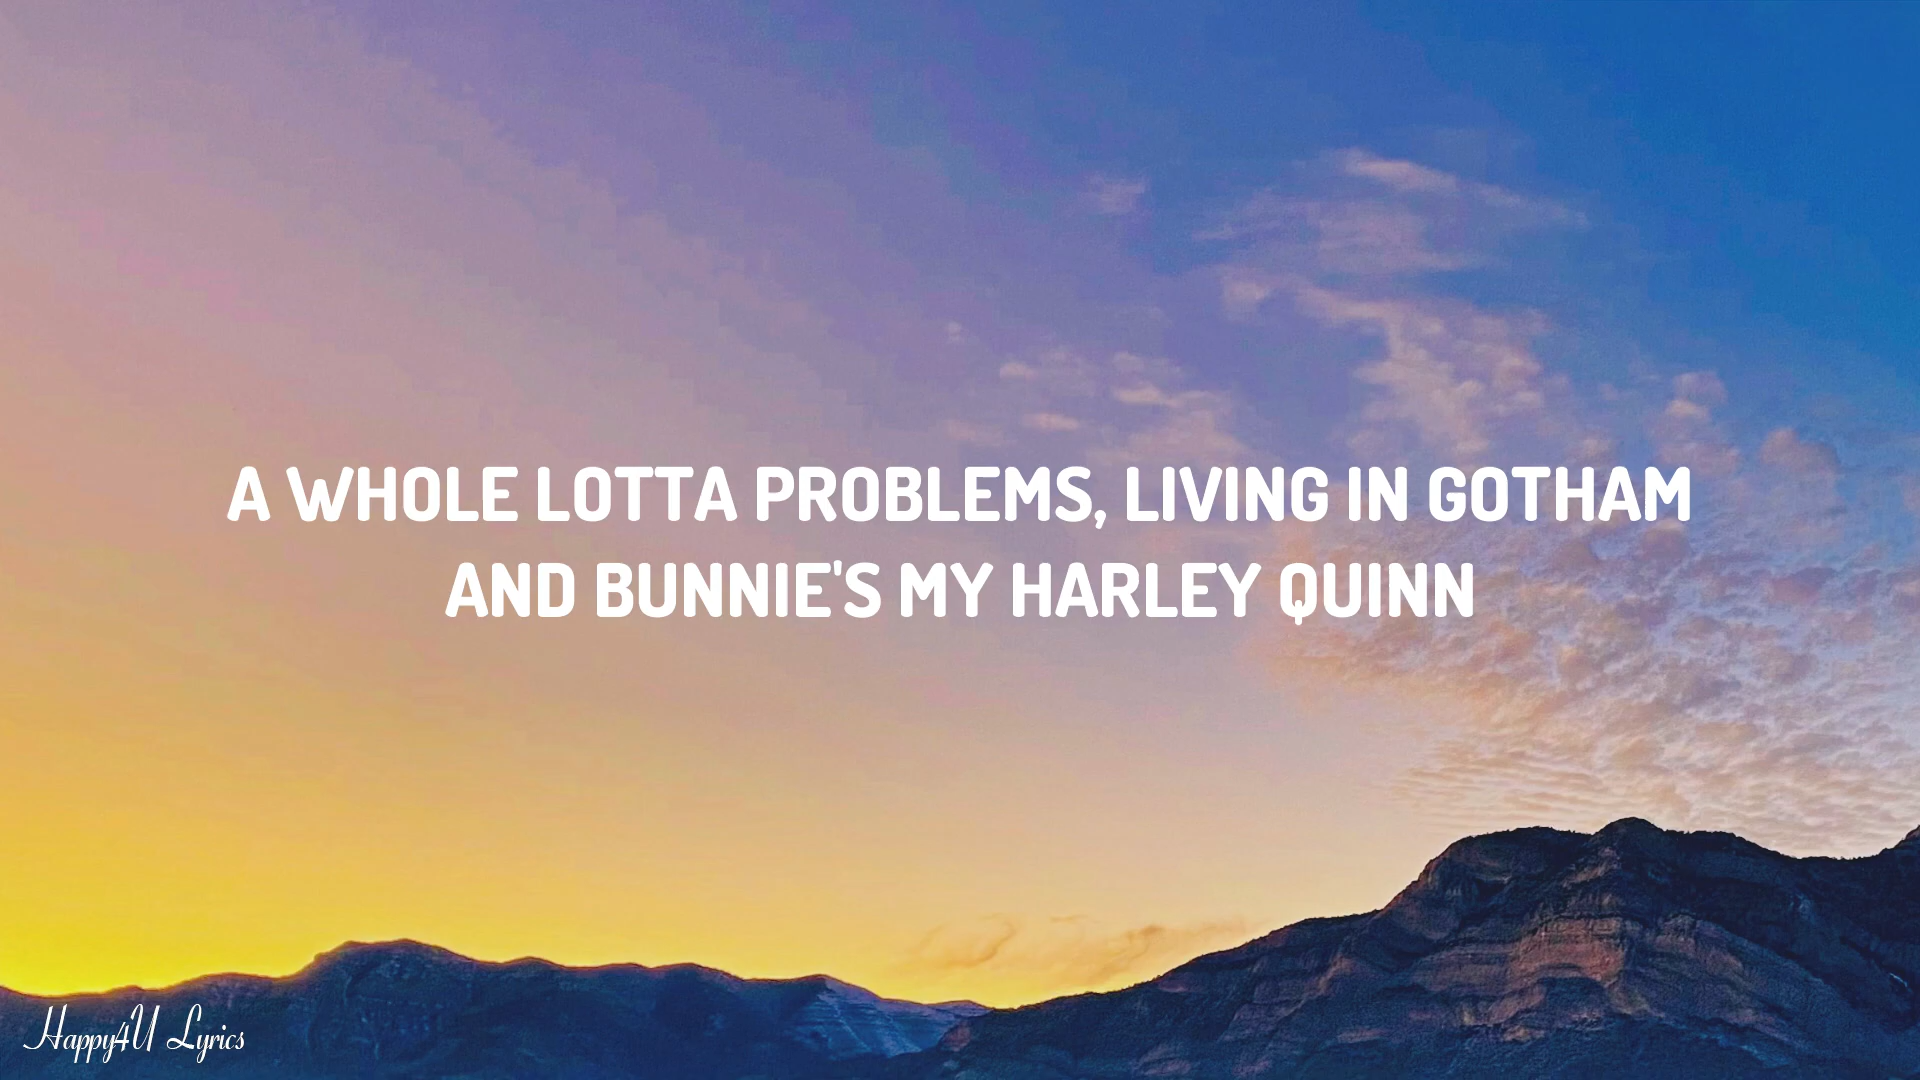 A WHOLE LOTTA PROBLEMS, LIVING IN GOTHAM
AND BUNNIE'S MY HARLEY QUINN
Happy4U Lyrics